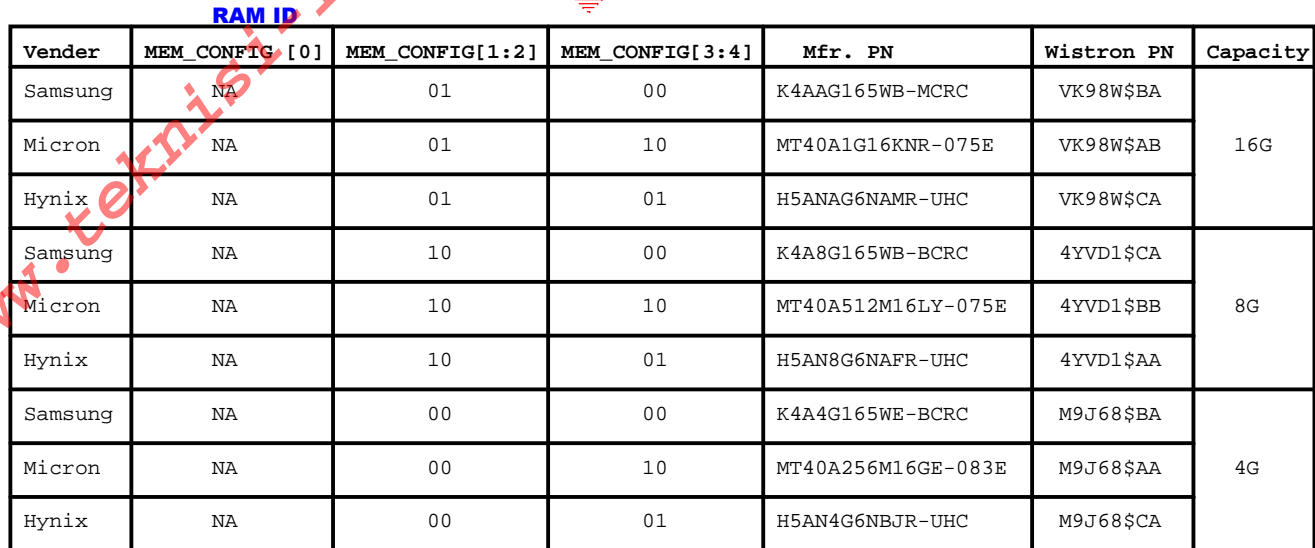 RAM ID
Vender MEM_CONFIG [0] MEM_CONFIG[1:2] MEM_CONFIG[3:4] Mfr. PN Wistron PN Capacity
Samsung NA 01 00 K4AAG165WB-MCRC VK98W$BA
Micron NA 01 10 MT40A1G16KNR-075E VK98W$AB 16G
Hynix NA 01 01 H5ANAG6NAMR-UHC VK98W$CA
Samsung NA 10 00 K4A8G165WB-BCRC 4YVD1$CA
Micron NA 10 10 MT40A512M16LY-075E 4YVD1$BB 8G
Hynix NA 10 01 H5AN8G6NAFR-UHC 4YVD1$AA
Samsung NA 00 00 K4A4G165WE-BCRC M9J68$BA
Micron NA 00 10 MT40A256M16GE-083E M9J68$AA 4G
Hynix NA 00 01 H5AN4G6NBJR-UHC M9J68$CA